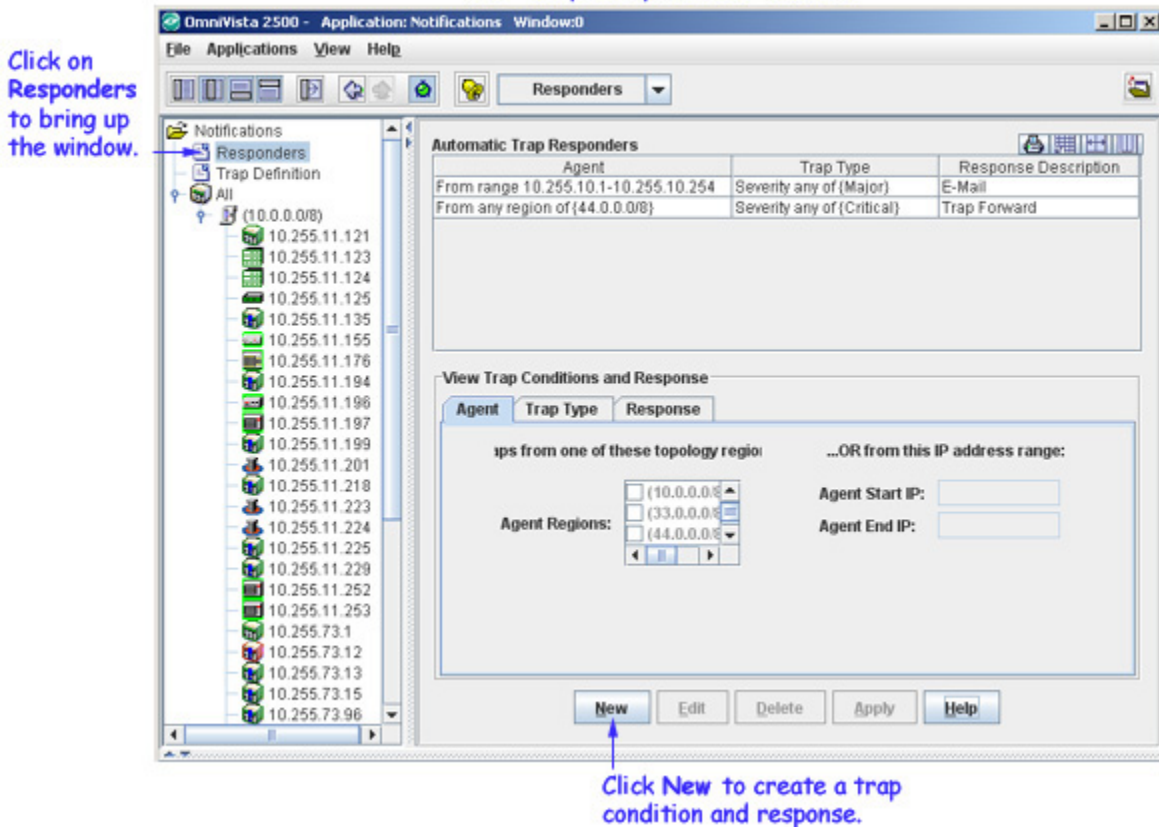 OmniVista 2500 - Application: Notifications Window:0
File Applications View Help
Click on
Responders
to bring up
the window.
Responders
Notifications
Responders
Trap Definition
All
(10.0.0.0/8)
10.255.11.121
10.255.11.123
10.255.11.124
10.255.11.125
10.255.11.135
10.255.11.155
10.255.11.176
10.255.11.194
10.255.11.196
10.255.11.197
10.255.11.199
10.255.11.201
10.255.11.218
10.255.11.223
10.255.11.224
10.255.11.225
10.255.11.229
10.255.11.252
10.255.11.253
10.255.73.1
10.255.73.12
10.255.73.13
10.255.73.15
10.255.73.96
Automatic Trap Responders
Agent Trap Type Response Description
From range 10.255.10.1-10.255.10.254 Severity any of {Major} E-Mail
From any region of {44.0.0.0/8} Severity any of {Critical} Trap Forward
View Trap Conditions and Response
Agent Trap Type Response
aps from one of these topology regio ...OR from this IP address range:
Agent Regions:
(10.0.0.0/8
(33.0.0.0/8
(44.0.0.0/8
Agent Start IP:
Agent End IP:
New Edit Delete Apply Help
Click New to create a trap
condition and response.